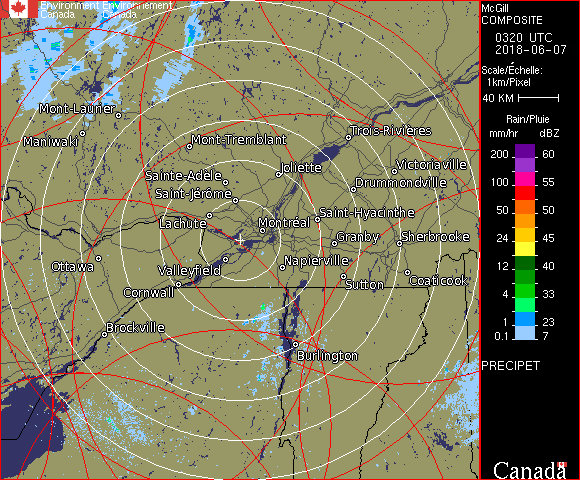 Environment Environnement
Canada Canada
McGill
COMPOSITE
0320 UTC
2018-06-07
Scale/Échelle:
1km/Pixel
40 KM
Rain/Pluie
mm/hr dBZ
200 60
100 55
50 50
24 45
12 40
4 33
1 28
0.5 23
0.1 7
PRECIPET
Canada
Mont-Laurier
Maniwaki
Mont-Tremblant
Trois-Rivières
Joliette
Victoriaville
Sainte-Adèle
Drummondville
Saint-Jérôme
Lachute
Montréal
Saint-Hyacinthe
Granby
Sherbrooke
Ottawa
Valleyfield
Napierville
Cornwall
Sutton
Coaticook
Brockville
Burlington